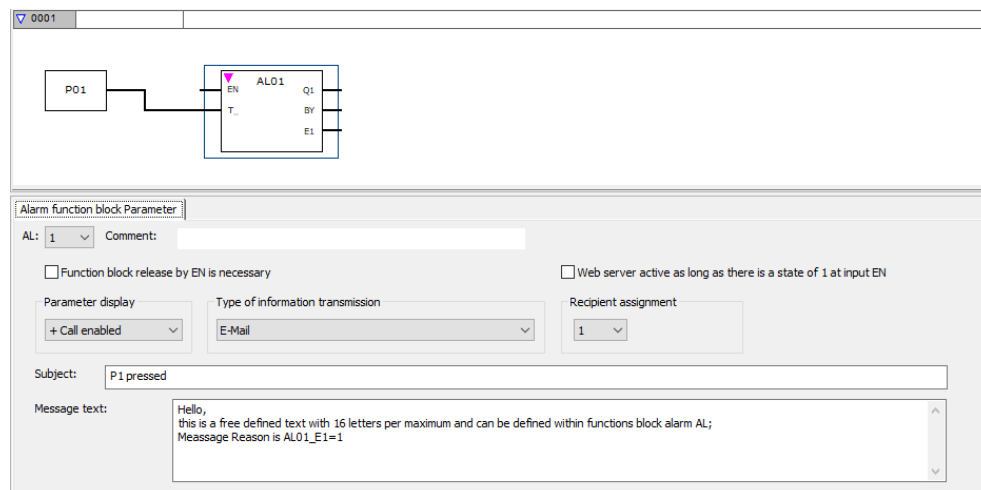 0001
P01
AL01
EN Q1
T_ BY
E1
Alarm function block Parameter
AL: 1 Comment:
Function block release by EN is necessary Web server active as long as there is a state of 1 at input EN
Parameter display Type of information transmission Recipient assignment
+ Call enabled E-Mail 1
Subject: P1 pressed
Message text: Hello,
this is a free defined text with 16 letters per maximum and can be defined within functions block alarm AL;
Meassage Reason is AL01_E1=1